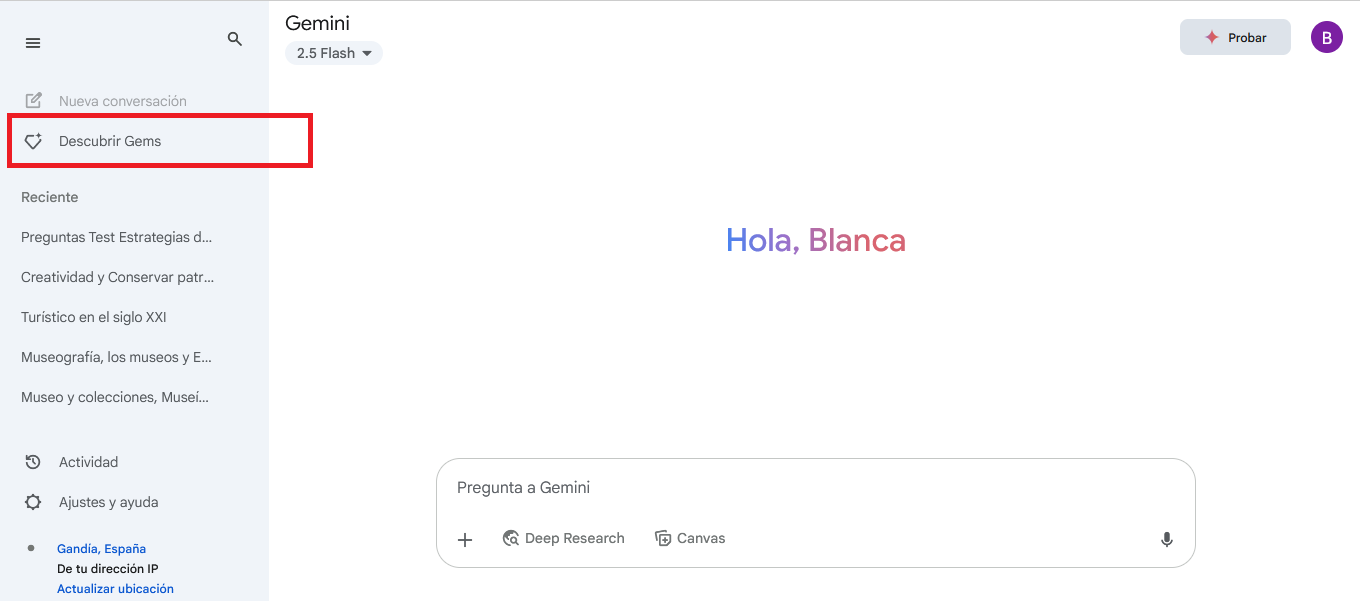 Gemini
2.5 Flash
Probar
B
Nueva conversación
Descubrir Gems
Reciente
Preguntas Test Estrategias d...
Creatividad y Conservar patr...
Turístico en el siglo XXI
Museografía, los museos y E...
Museo y colecciones, Museí...
Actividad
Ajustes y ayuda
Gandía, España
De tu dirección IP
Actualizar ubicación
Hola, Blanca
Pregunta a Gemini
Deep Research
Canvas